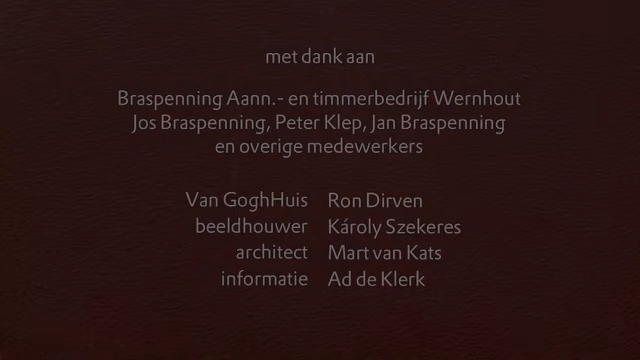 met dank aan
Braspenning Aann.- en timmerbedrijf Wernhout
Jos Braspenning, Peter Klep, Jan Braspenning
en overige medewerkers
Van GoghHuis Ron Dirven
beeldhouwer Károly Szekeres
architect Mart van Kats
informatie Ad de Klerk